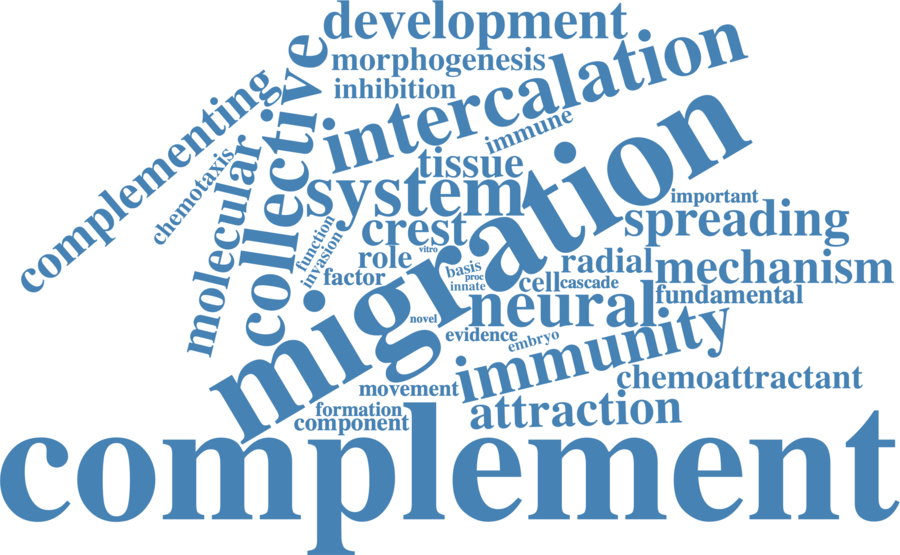 development
morphogenesis
inhibition
intercalation
immune
complementing
collective
chemotaxis
molecular
tissue
system
migration
important
spreading
crest
function
invasion
role
vitro
factor
basis
proc
innate
cell
cascade
radial
mechanism
fundamental
neural
novel
evidence
embryo
immunity
movement
chemoattractant
formation
component
attraction
complement